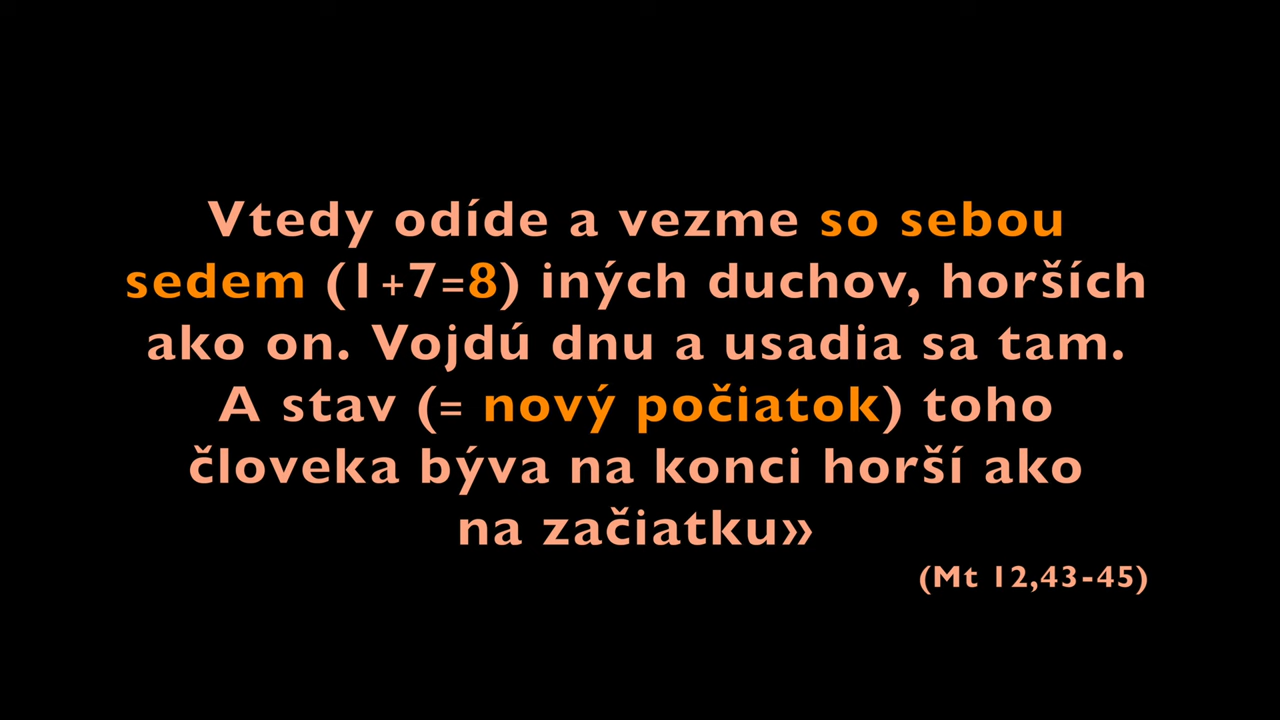 Vtedy odíde a vezme so sebou
sedem (1+7=8) iných duchov, horších
ako on. Vojdú dnu a usadia sa tam.
A stav (= nový počiatok) toho
človeka býva na konci horší ako
na začiatku»
(Mt 12,43-45)